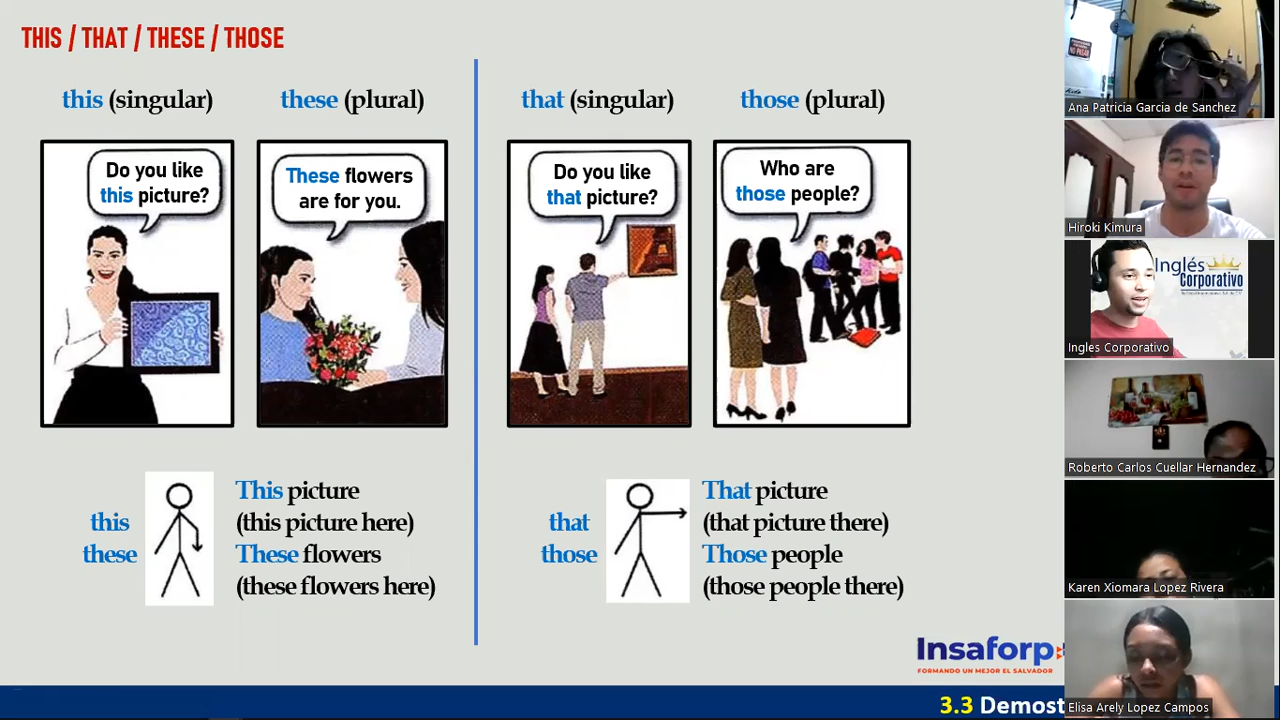 THIS / THAT / THESE / THOSE
this (singular)
these (plural)
that (singular)
those (plural)
Do you like
this picture?
These flowers
are for you.
Do you like
that picture?
Who are
those people?
this
these
This picture
(this picture here)
These flowers
(these flowers here)
that
those
That picture
(that picture there)
Those people
(those people there)
Insaforp
FORMANDO UN MEJOR EL SALVADOR
3.3 Demost
NO PASAR
Ana Patricia Garcia de Sanchez
Hiroki Kimura
Inglés
Corporativo
Ingles Corporativo
Roberto Carlos Cuellar Hernandez
Karen Xiomara Lopez Rivera
Elisa Arely Lopez Campos